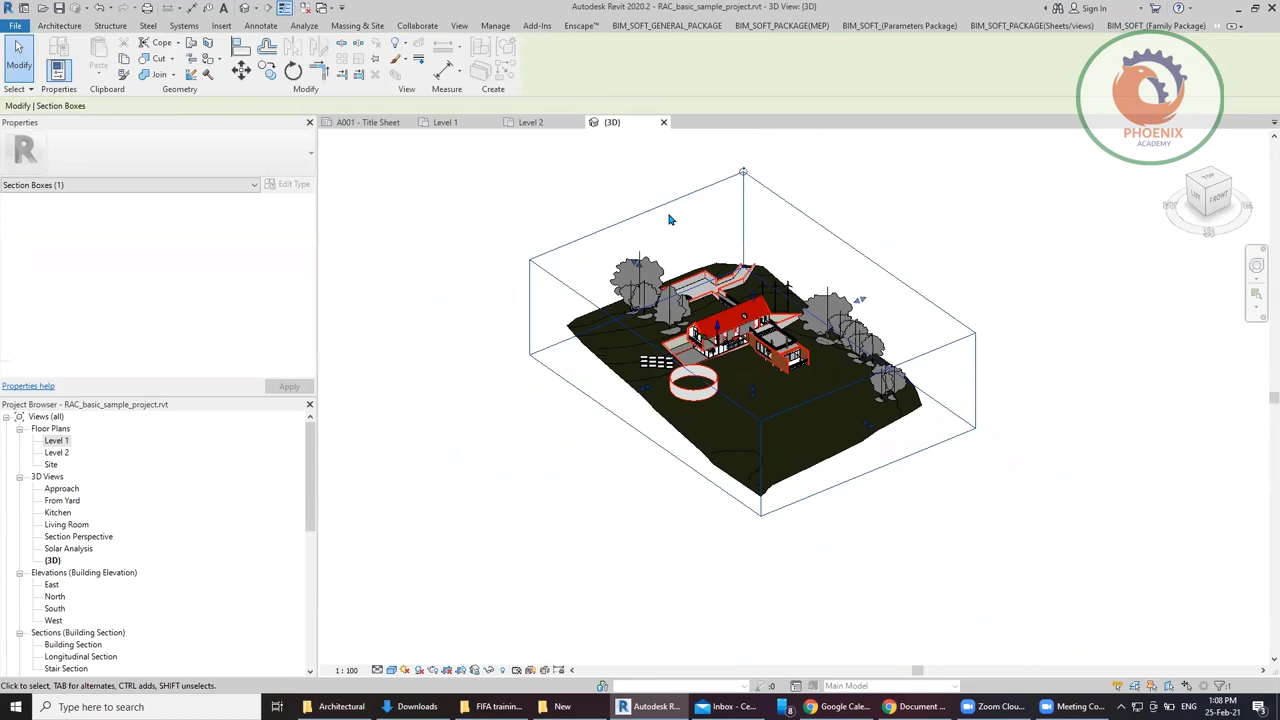 Autodesk Revit 2020.2 - RAC_basic_sample_project.rvt - 3D View: {3D}
Sign In
File Architecture Structure Steel Systems Insert Annotate Analyze Massing & Site Collaborate View Manage Add-Ins Enscape™ BIM_SOFT_GENERAL_PACKAGE BIM_SOFT_PACKAGE(MEP) BIM_SOFT_(Parameters Package) BIM_SOFT_PACKAGE(Sheets/views) BIM_SOFT_(Family Package)
Cope
Cut
Join
Modify
Paste
Select Properties Clipboard Geometry Modify View Measure Create
PHOENIX
ACADEMY
Modify | Section Boxes
Properties
A001 - Title Sheet Level 1 Level 2 {3D}
Section Boxes (1) Edit Type
TOP
FRONT
Properties help Apply
Project Browser - RAC_basic_sample_project.rvt
Views (all)
Floor Plans
Level 1
Level 2
Site
3D Views
Approach
From Yard
Kitchen
Living Room
Section Perspective
Solar Analysis
{3D}
Elevations (Building Elevation)
East
North
South
West
Sections (Building Section)
Building Section
Longitudinal Section
Stair Section
1 : 100
Click to select, TAB for alternates, CTRL adds, SHIFT unselects. :0 Main Model :1
Type here to search Architectural Downloads FIFA training... New Autodesk R... Inbox - Ce... 8 Google Cale... Document ... Zoom Clou... Meeting Co...
1:08 PM
25-Feb-21